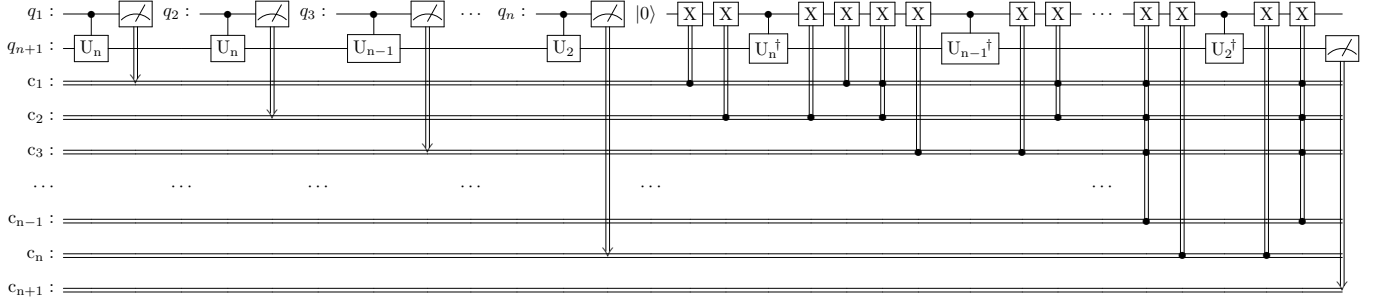 q₁ : q₂ : q₃ : ⋯ qₙ : |0⟩ X X X X X X X X ⋯ X X X X
qₙ₊₁ : Uₙ Uₙ Uₙ₋₁ U₂ Uₙ† Uₙ₋₁† U₂†
c₁ :
c₂ :
c₃ :
⋯ ⋯ ⋯ ⋯ ⋯ ⋯
cₙ₋₁ :
cₙ :
cₙ₊₁ :